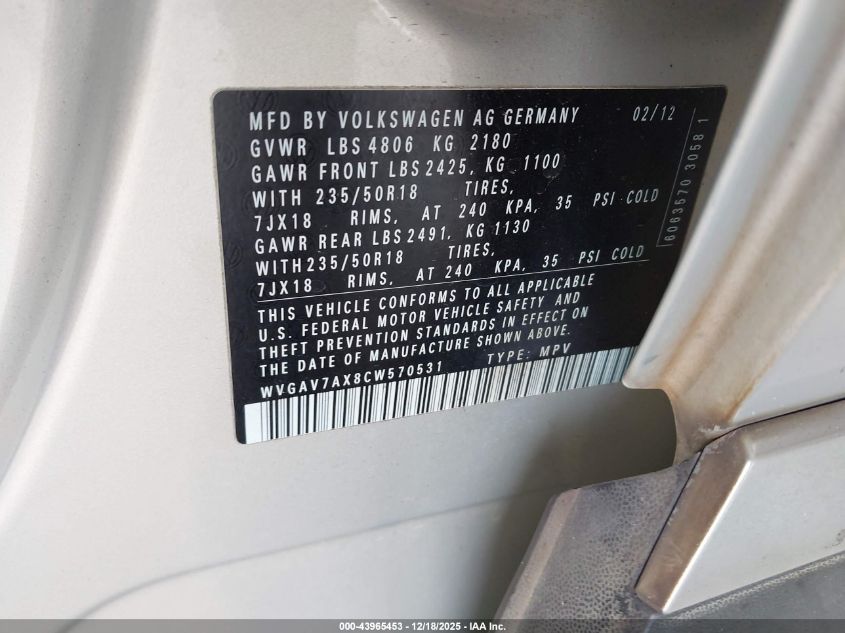 MFD BY VOLKSWAGEN AG GERMANY 02/12
GVWR LBS 4806 KG 2180
GAWR FRONT LBS 2425, KG 1100
WITH 235/50R18 TIRES,
7JX18 RIMS, AT 240 KPA, 35 PSI COLD
GAWR REAR LBS 2491, KG 1130
WITH 235/50R18 TIRES,
7JX18 RIMS, AT 240 KPA, 35 PSI COLD
THIS VEHICLE CONFORMS TO ALL APPLICABLE
U.S. FEDERAL MOTOR VEHICLE SAFETY AND
THEFT PREVENTION STANDARDS IN EFFECT ON
THE DATE OF MANUFACTURE SHOWN ABOVE.
WVGAV7AX8CW570531 TYPE: MPV
6063570 3058 1
000-43965453 - 12/18/2025 - IAA Inc.